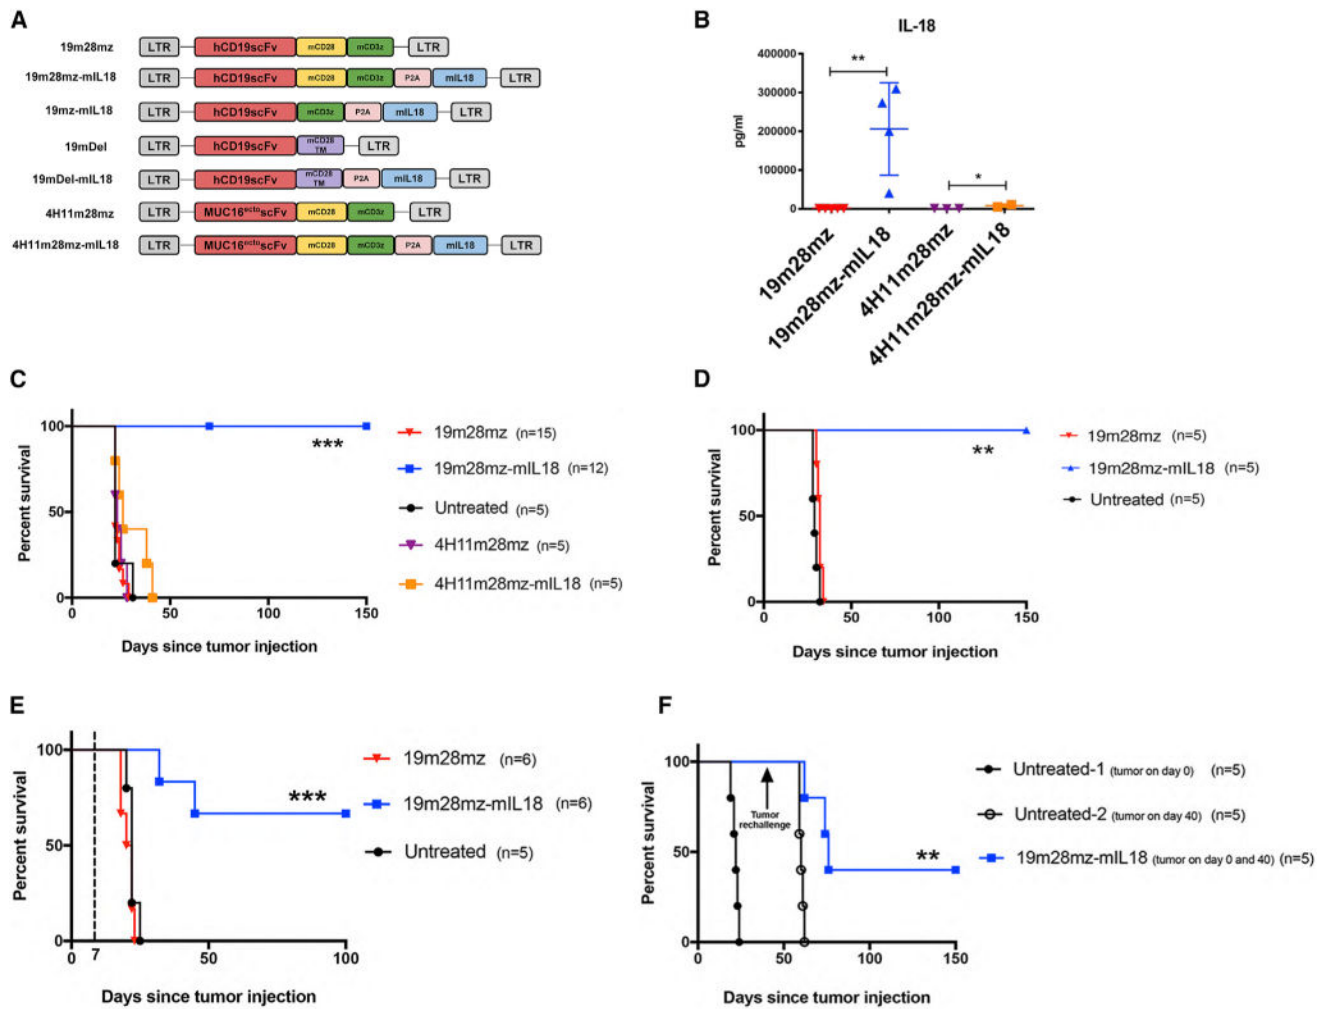 A
19m28mz LTR hCD19scFv mCD28 mCD3z LTR
19m28mz-mIL18 LTR hCD19scFv mCD28 mCD3z P2A mIL18 LTR
19mz-mIL18 LTR hCD19scFv mCD3z P2A mIL18 LTR
19mDel LTR hCD19scFv mCD28 TM LTR
19mDel-mIL18 LTR hCD19scFv mCD28 TM P2A mIL18 LTR
4H11m28mz LTR MUC16ectoscFv mCD28 mCD3z LTR
4H11m28mz-mIL18 LTR MUC16ectoscFv mCD28 mCD3z P2A mIL18 LTR
B
IL-18
400000
300000
200000
100000
0
pg/ml
**
*
19m28mz
19m28mz-mIL18
4H11m28mz
4H11m28mz-mIL18
C
100
50
0
Percent survival
***
0 50 100 150
Days since tumor injection
19m28mz (n=15)
19m28mz-mIL18 (n=12)
Untreated (n=5)
4H11m28mz (n=5)
4H11m28mz-mIL18 (n=5)
D
100
50
0
Percent survival
**
0 50 100 150
Days since tumor injection
19m28mz (n=5)
19m28mz-mIL18 (n=5)
Untreated (n=5)
E
100
50
0
Percent survival
***
0 7 50 100
Days since tumor injection
19m28mz (n=6)
19m28mz-mIL18 (n=6)
Untreated (n=5)
F
100
50
0
Percent survival
Tumor
rechallenge
**
0 50 100 150
Days since tumor injection
Untreated-1 (tumor on day 0) (n=5)
Untreated-2 (tumor on day 40) (n=5)
19m28mz-mIL18 (tumor on day 0 and 40) (n=5)